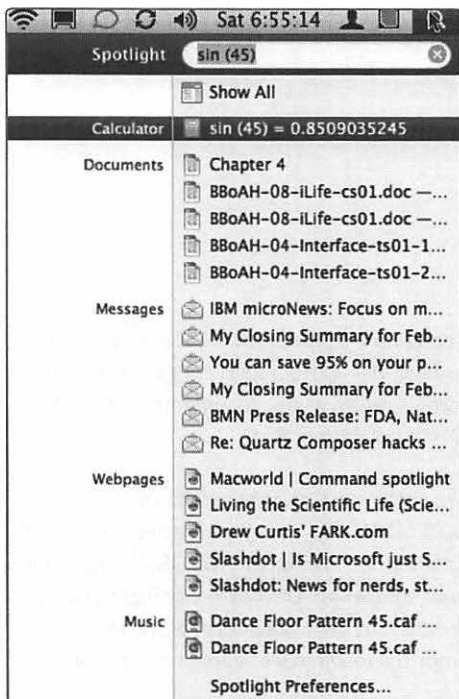 Sat 6:55:14
Spotlight sin (45)
Show All
Calculator sin (45) = 0.8509035245
Documents Chapter 4
BBoAH-08-iLife-cs01.doc —...
BBoAH-08-iLife-cs01.doc —...
BBoAH-04-Interface-ts01-1...
BBoAH-04-Interface-ts01-2...
Messages IBM microNews: Focus on m...
My Closing Summary for Feb...
You can save 95% on your p...
My Closing Summary for Feb...
BMN Press Release: FDA, Nat...
Re: Quartz Composer hacks ...
Webpages Macworld | Command spotlight
Living the Scientific Life (Scie...
Drew Curtis' FARK.com
Slashdot | Is Microsoft just S...
Slashdot: News for nerds, st...
Music Dance Floor Pattern 45.caf ...
Dance Floor Pattern 45.caf ...
Spotlight Preferences...